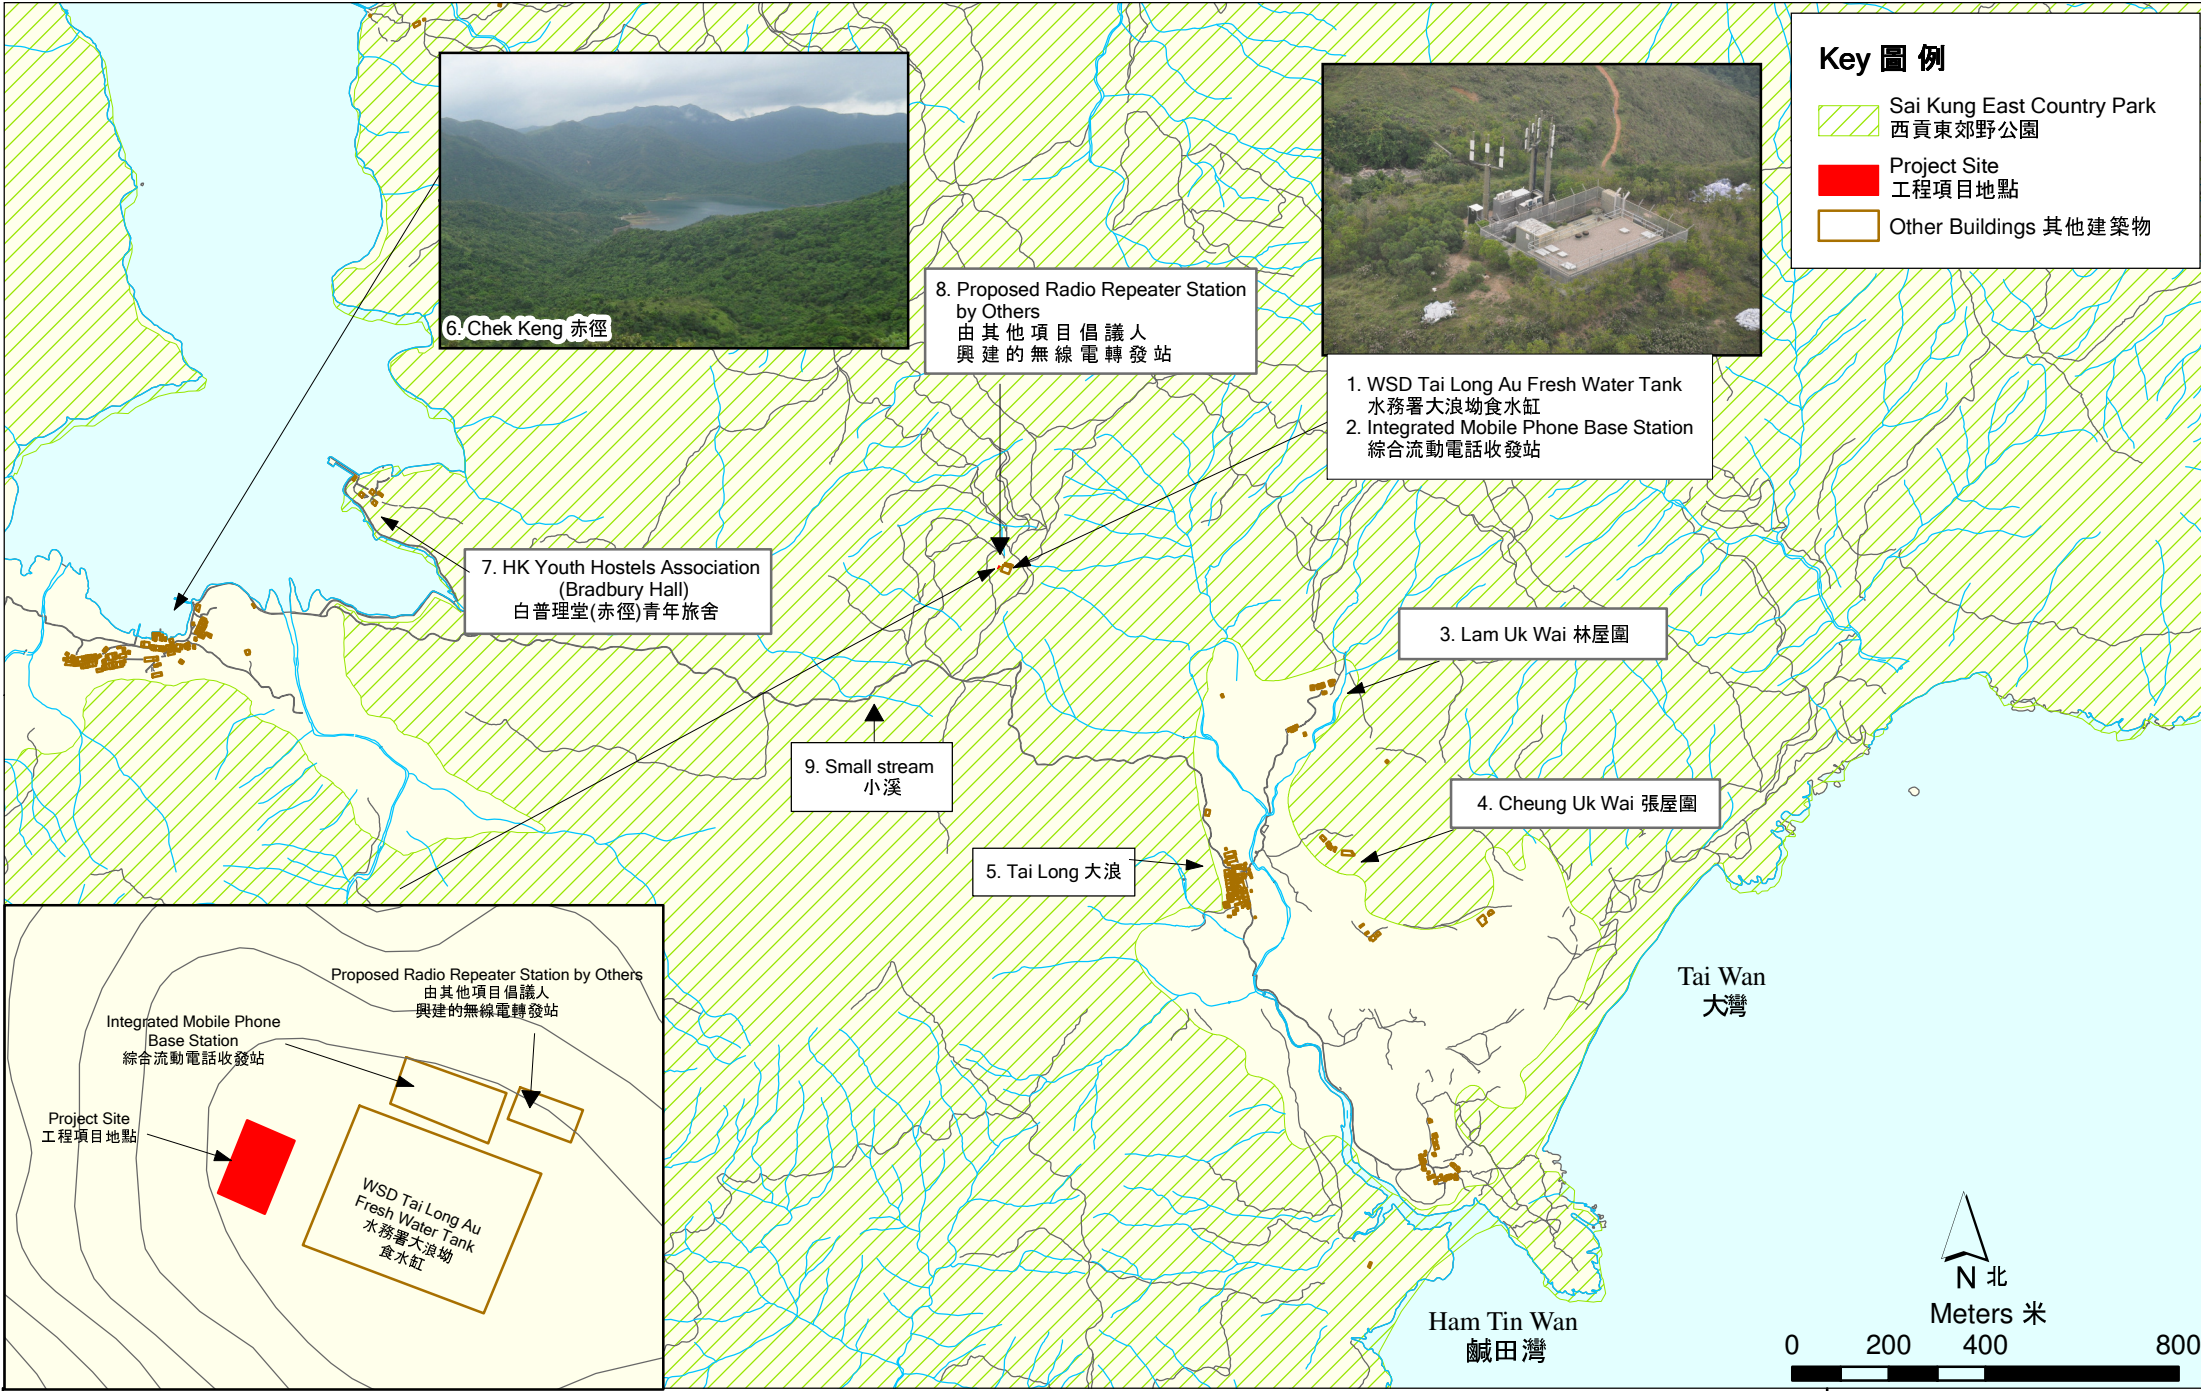 Key 圖 例
Sai Kung East Country Park
西貢東郊野公園
Project Site
工程項目地點
Other Buildings 其他建築物
6. Chek Keng 赤徑
8. Proposed Radio Repeater Station
by Others
由其他項目倡議人
興建的無線電轉發站
1. WSD Tai Long Au Fresh Water Tank
水務署大浪坳食水缸
2. Integrated Mobile Phone Base Station
綜合流動電話收發站
7. HK Youth Hostels Association
(Bradbury Hall)
白普理堂(赤徑)青年旅舍
3. Lam Uk Wai 林屋圍
9. Small stream
小溪
4. Cheung Uk Wai 張屋圍
5. Tai Long 大浪
Tai Wan
大灣
Ham Tin Wan
鹹田灣
Proposed Radio Repeater Station by Others
由其他項目倡議人
興建的無線電轉發站
Integrated Mobile Phone
Base Station
綜合流動電話收發站
Project Site
工程項目地點
WSD Tai Long Au
Fresh Water Tank
水務署大浪坳
食水缸
N 北
Meters 米
0 200 400 800